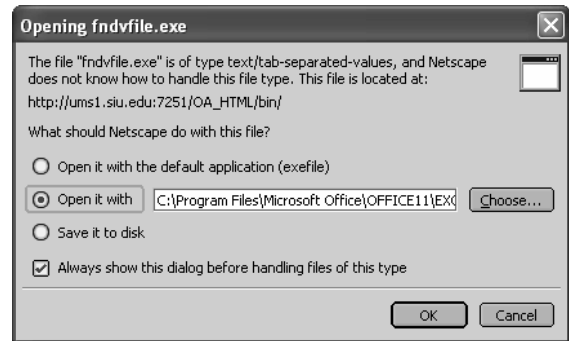 Opening fndvfile.exe
The file "fndvfile.exe" is of type text/tab-separated-values, and Netscape
does not know how to handle this file type. This file is located at:
http://ums1.siu.edu:7251/OA_HTML/bin/
What should Netscape do with this file?
Open it with the default application (exefile)
Open it with C:\Program Files\Microsoft Office\OFFICE11\EXC Choose...
Save it to disk
Always show this dialog before handling files of this type
OK Cancel